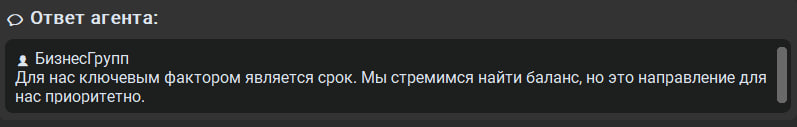 Ответ агента:
БизнесГрупп
Для нас ключевым фактором является срок. Мы стремимся найти баланс, но это направление для
нас приоритетно.